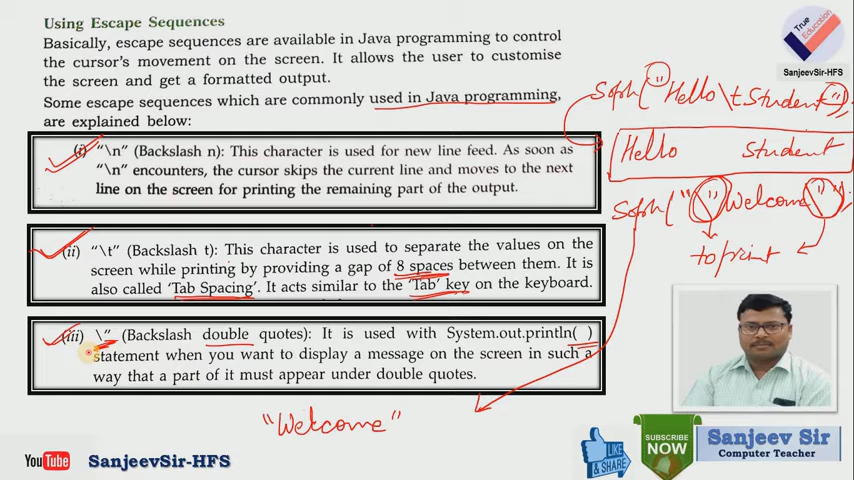 Using Escape Sequences
Basically, escape sequences are available in Java programming to control
the cursor's movement on the screen. It allows the user to customise
the screen and get a formatted output.
Some escape sequences which are commonly used in Java programming,
are explained below:
(i) "\n" (Backslash n): This character is used for new line feed. As soon as
"\n" encounters, the cursor skips the current line and moves to the next
line on the screen for printing the remaining part of the output.
(ii) "\t" (Backslash t): This character is used to separate the values on the
screen while printing by providing a gap of 8 spaces between them. It is
also called 'Tab Spacing'. It acts similar to the 'Tab' key on the keyboard.
(iii) \" (Backslash double quotes): It is used with System.out.println( )
statement when you want to display a message on the screen in such a
way that a part of it must appear under double quotes.
"Welcome"
True
Education
SanjeevSir-HFS
Sopln("Hello\tStudent");
Hello Student
Sopln("\"Welcome\"");
to print
LIKE
& SHARE
SUBSCRIBE
NOW
Sanjeev Sir
Computer Teacher
YouTube SanjeevSir-HFS